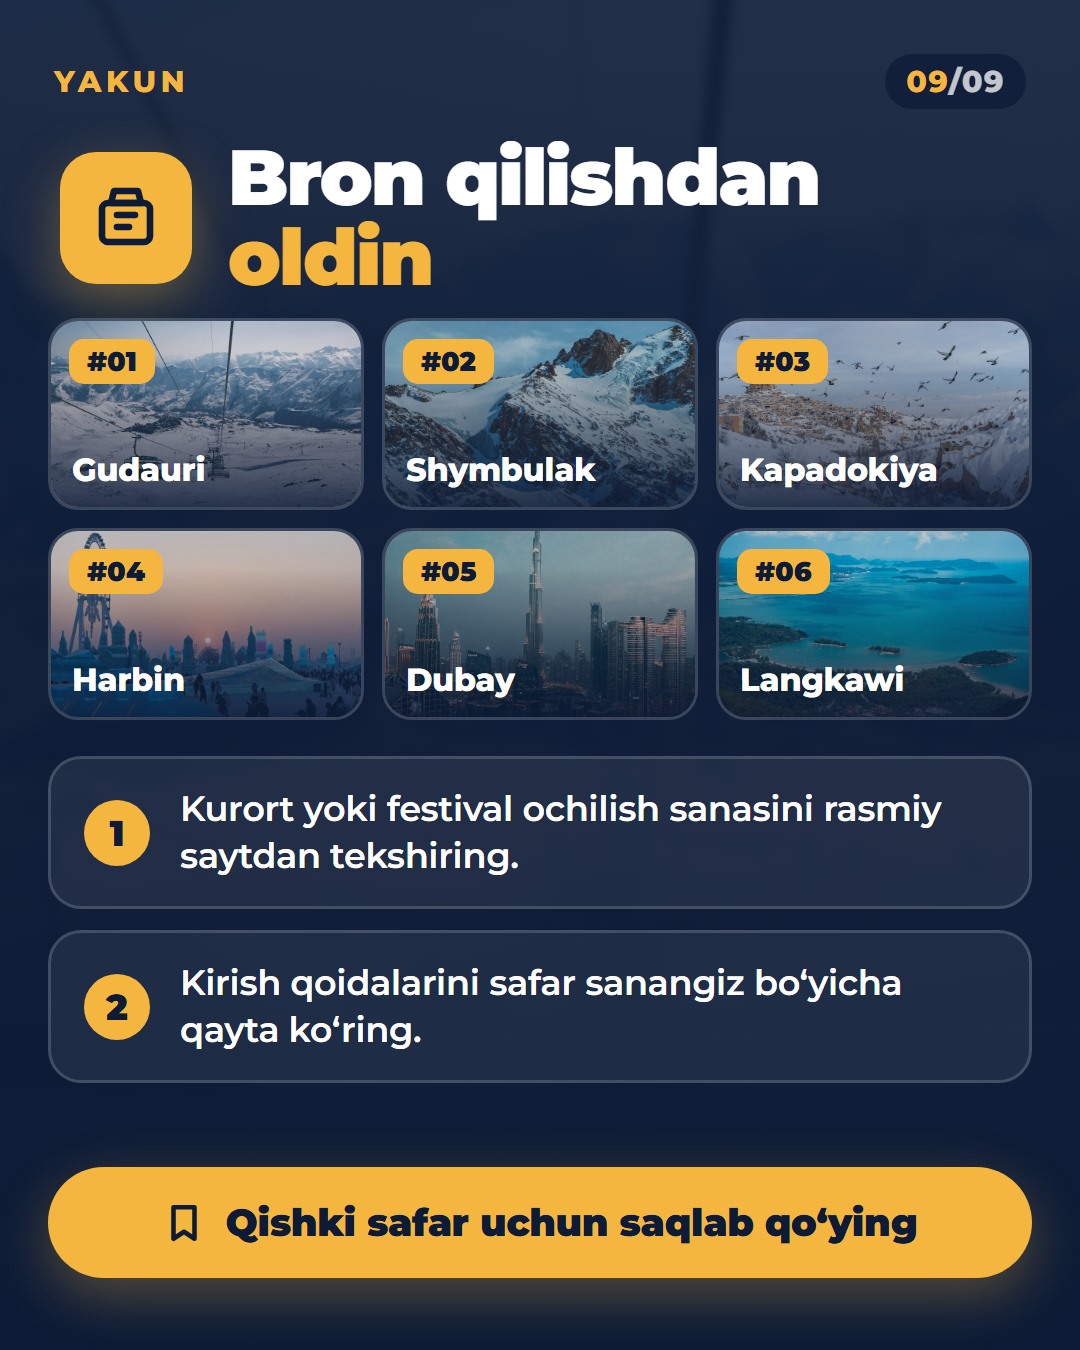 YAKUN
09/09
Bron qilishdan
oldin
#01
Gudauri
#02
Shymbulak
#03
Kapadokiya
#04
Harbin
#05
Dubay
#06
Langkawi
1
Kurort yoki festival ochilish sanasini rasmiy
saytdan tekshiring.
2
Kirish qoidalarini safar sanangiz bo‘yicha
qayta ko‘ring.
Qishki safar uchun saqlab qo‘ying